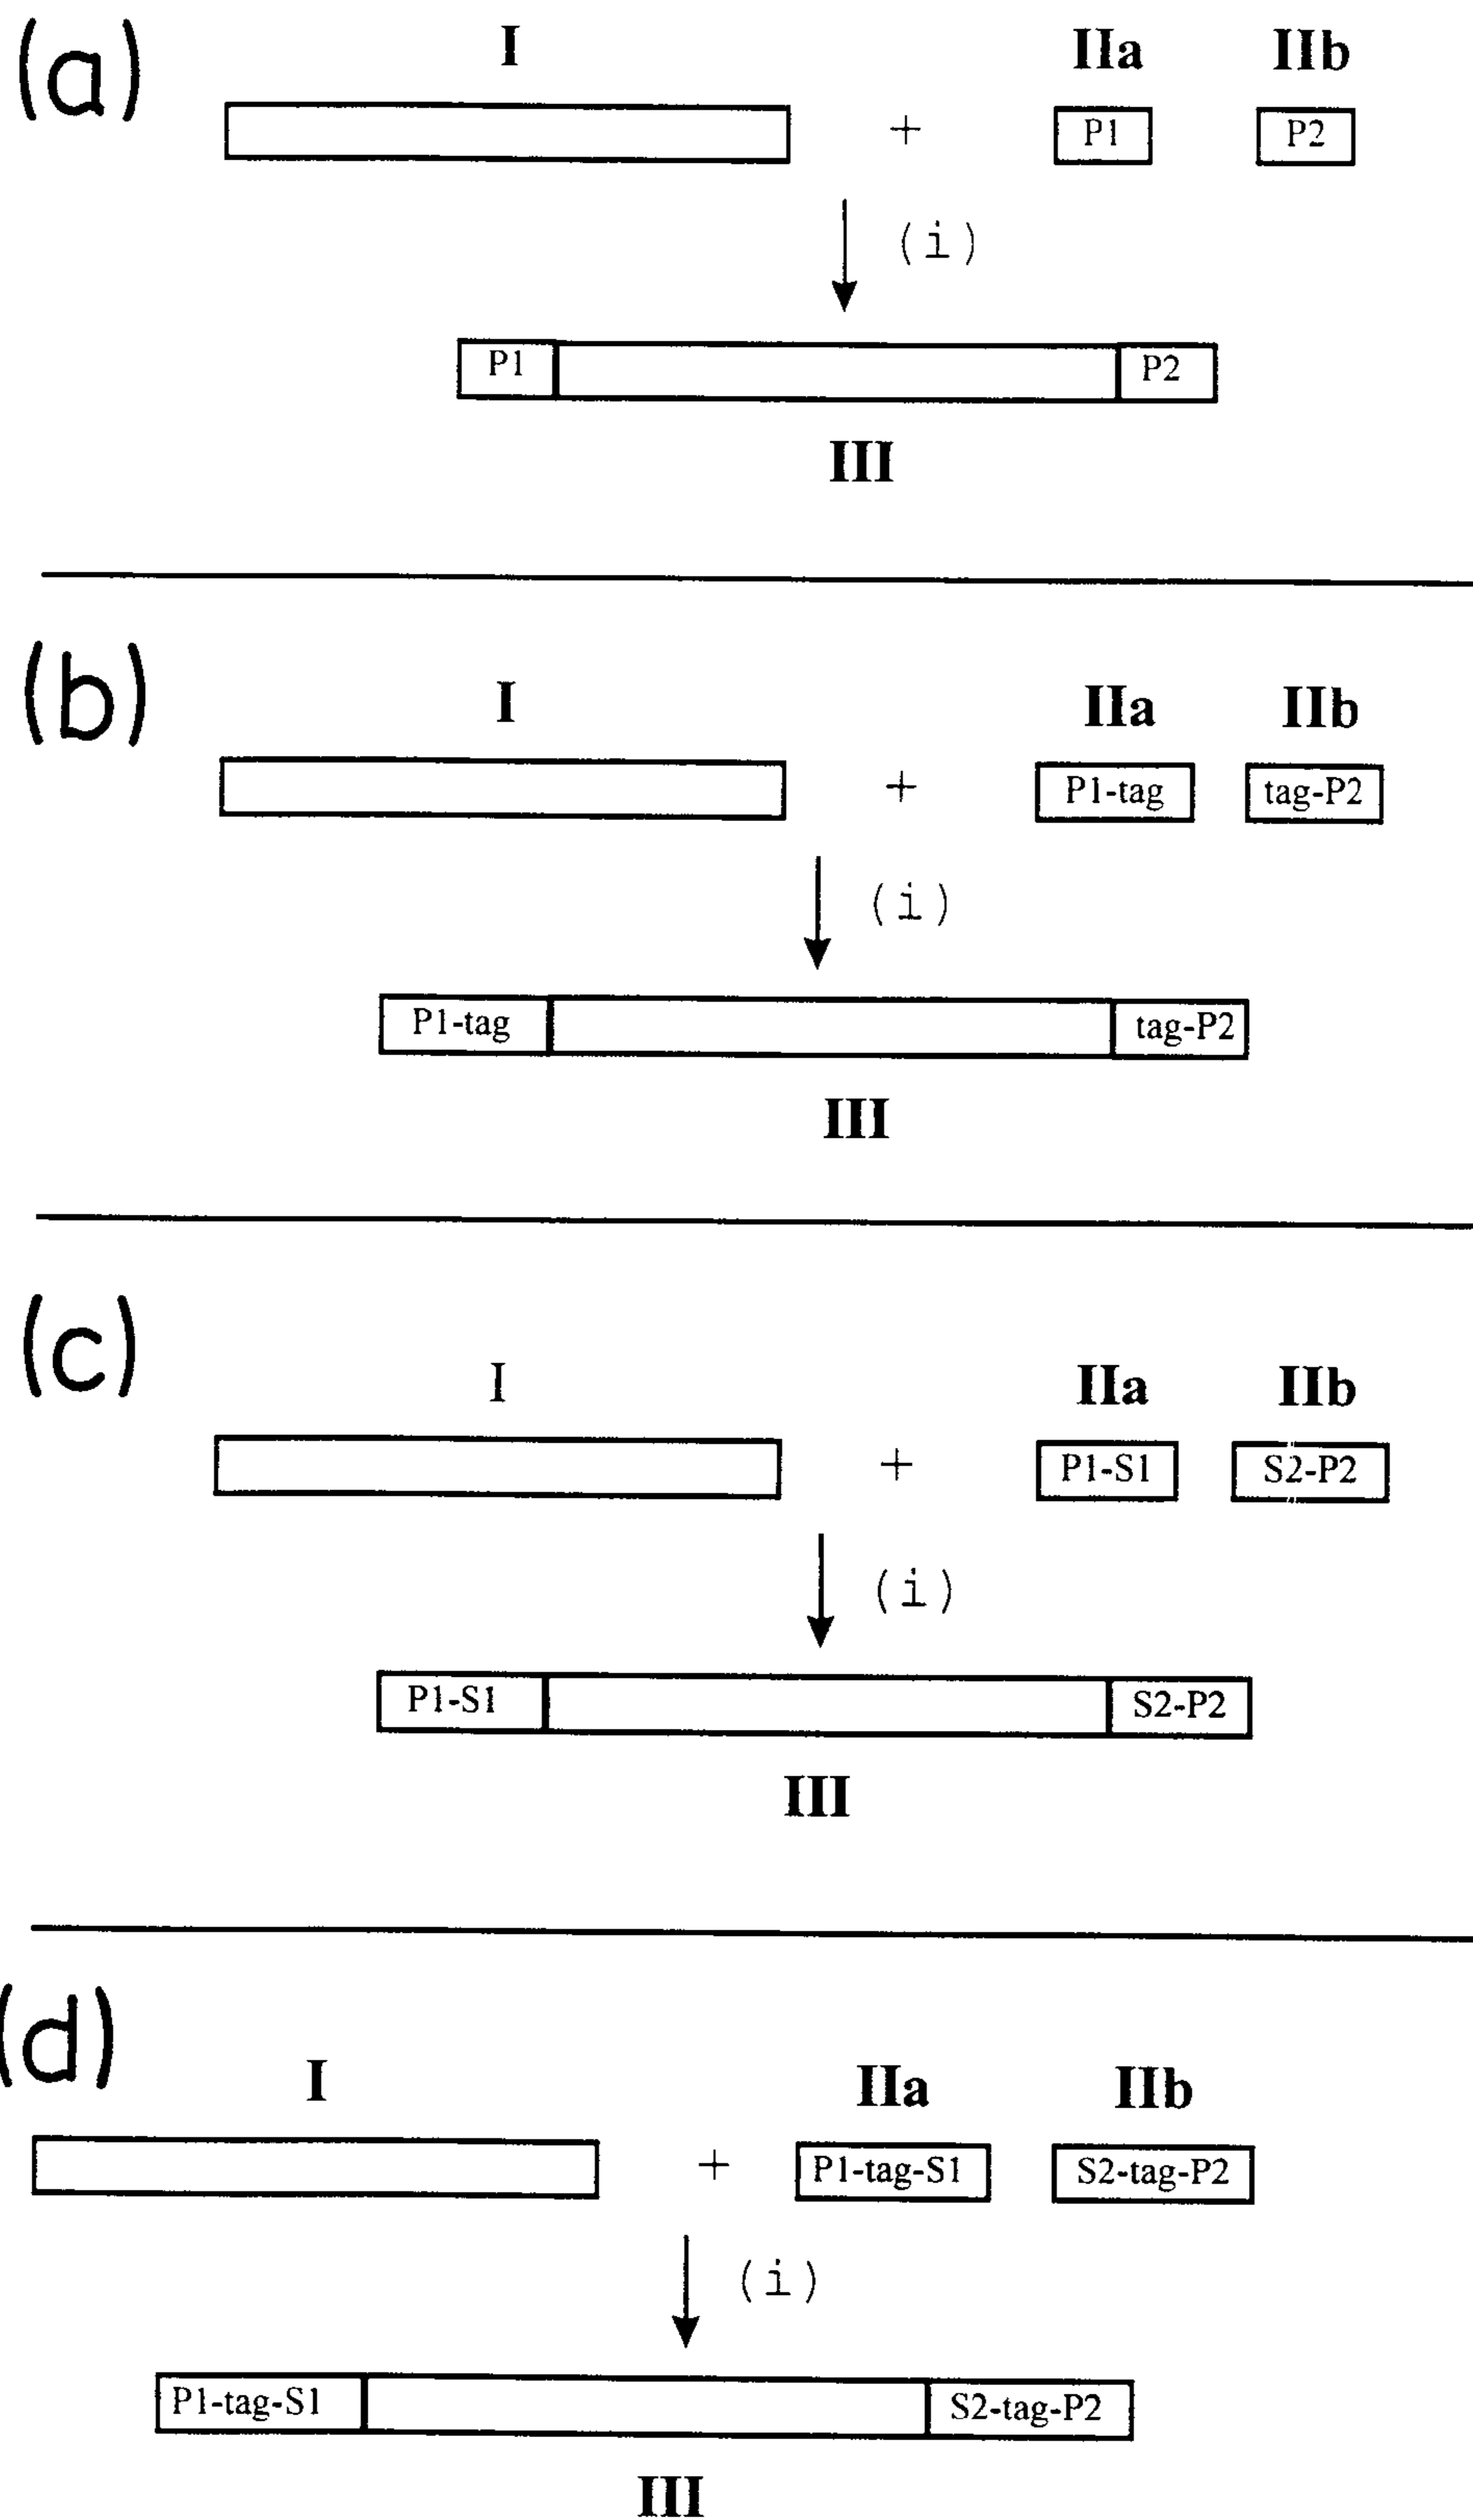 (a)
I IIa IIb
+ P1 P2
(i)
P1 P2
III
(b)
I IIa IIb
+ P1-tag tag-P2
(i)
P1-tag tag-P2
III
(c)
I IIa IIb
+ P1-S1 S2-P2
(i)
P1-S1 S2-P2
III
(d)
I IIa IIb
+ P1-tag-S1 S2-tag-P2
(i)
P1-tag-S1 S2-tag-P2
III